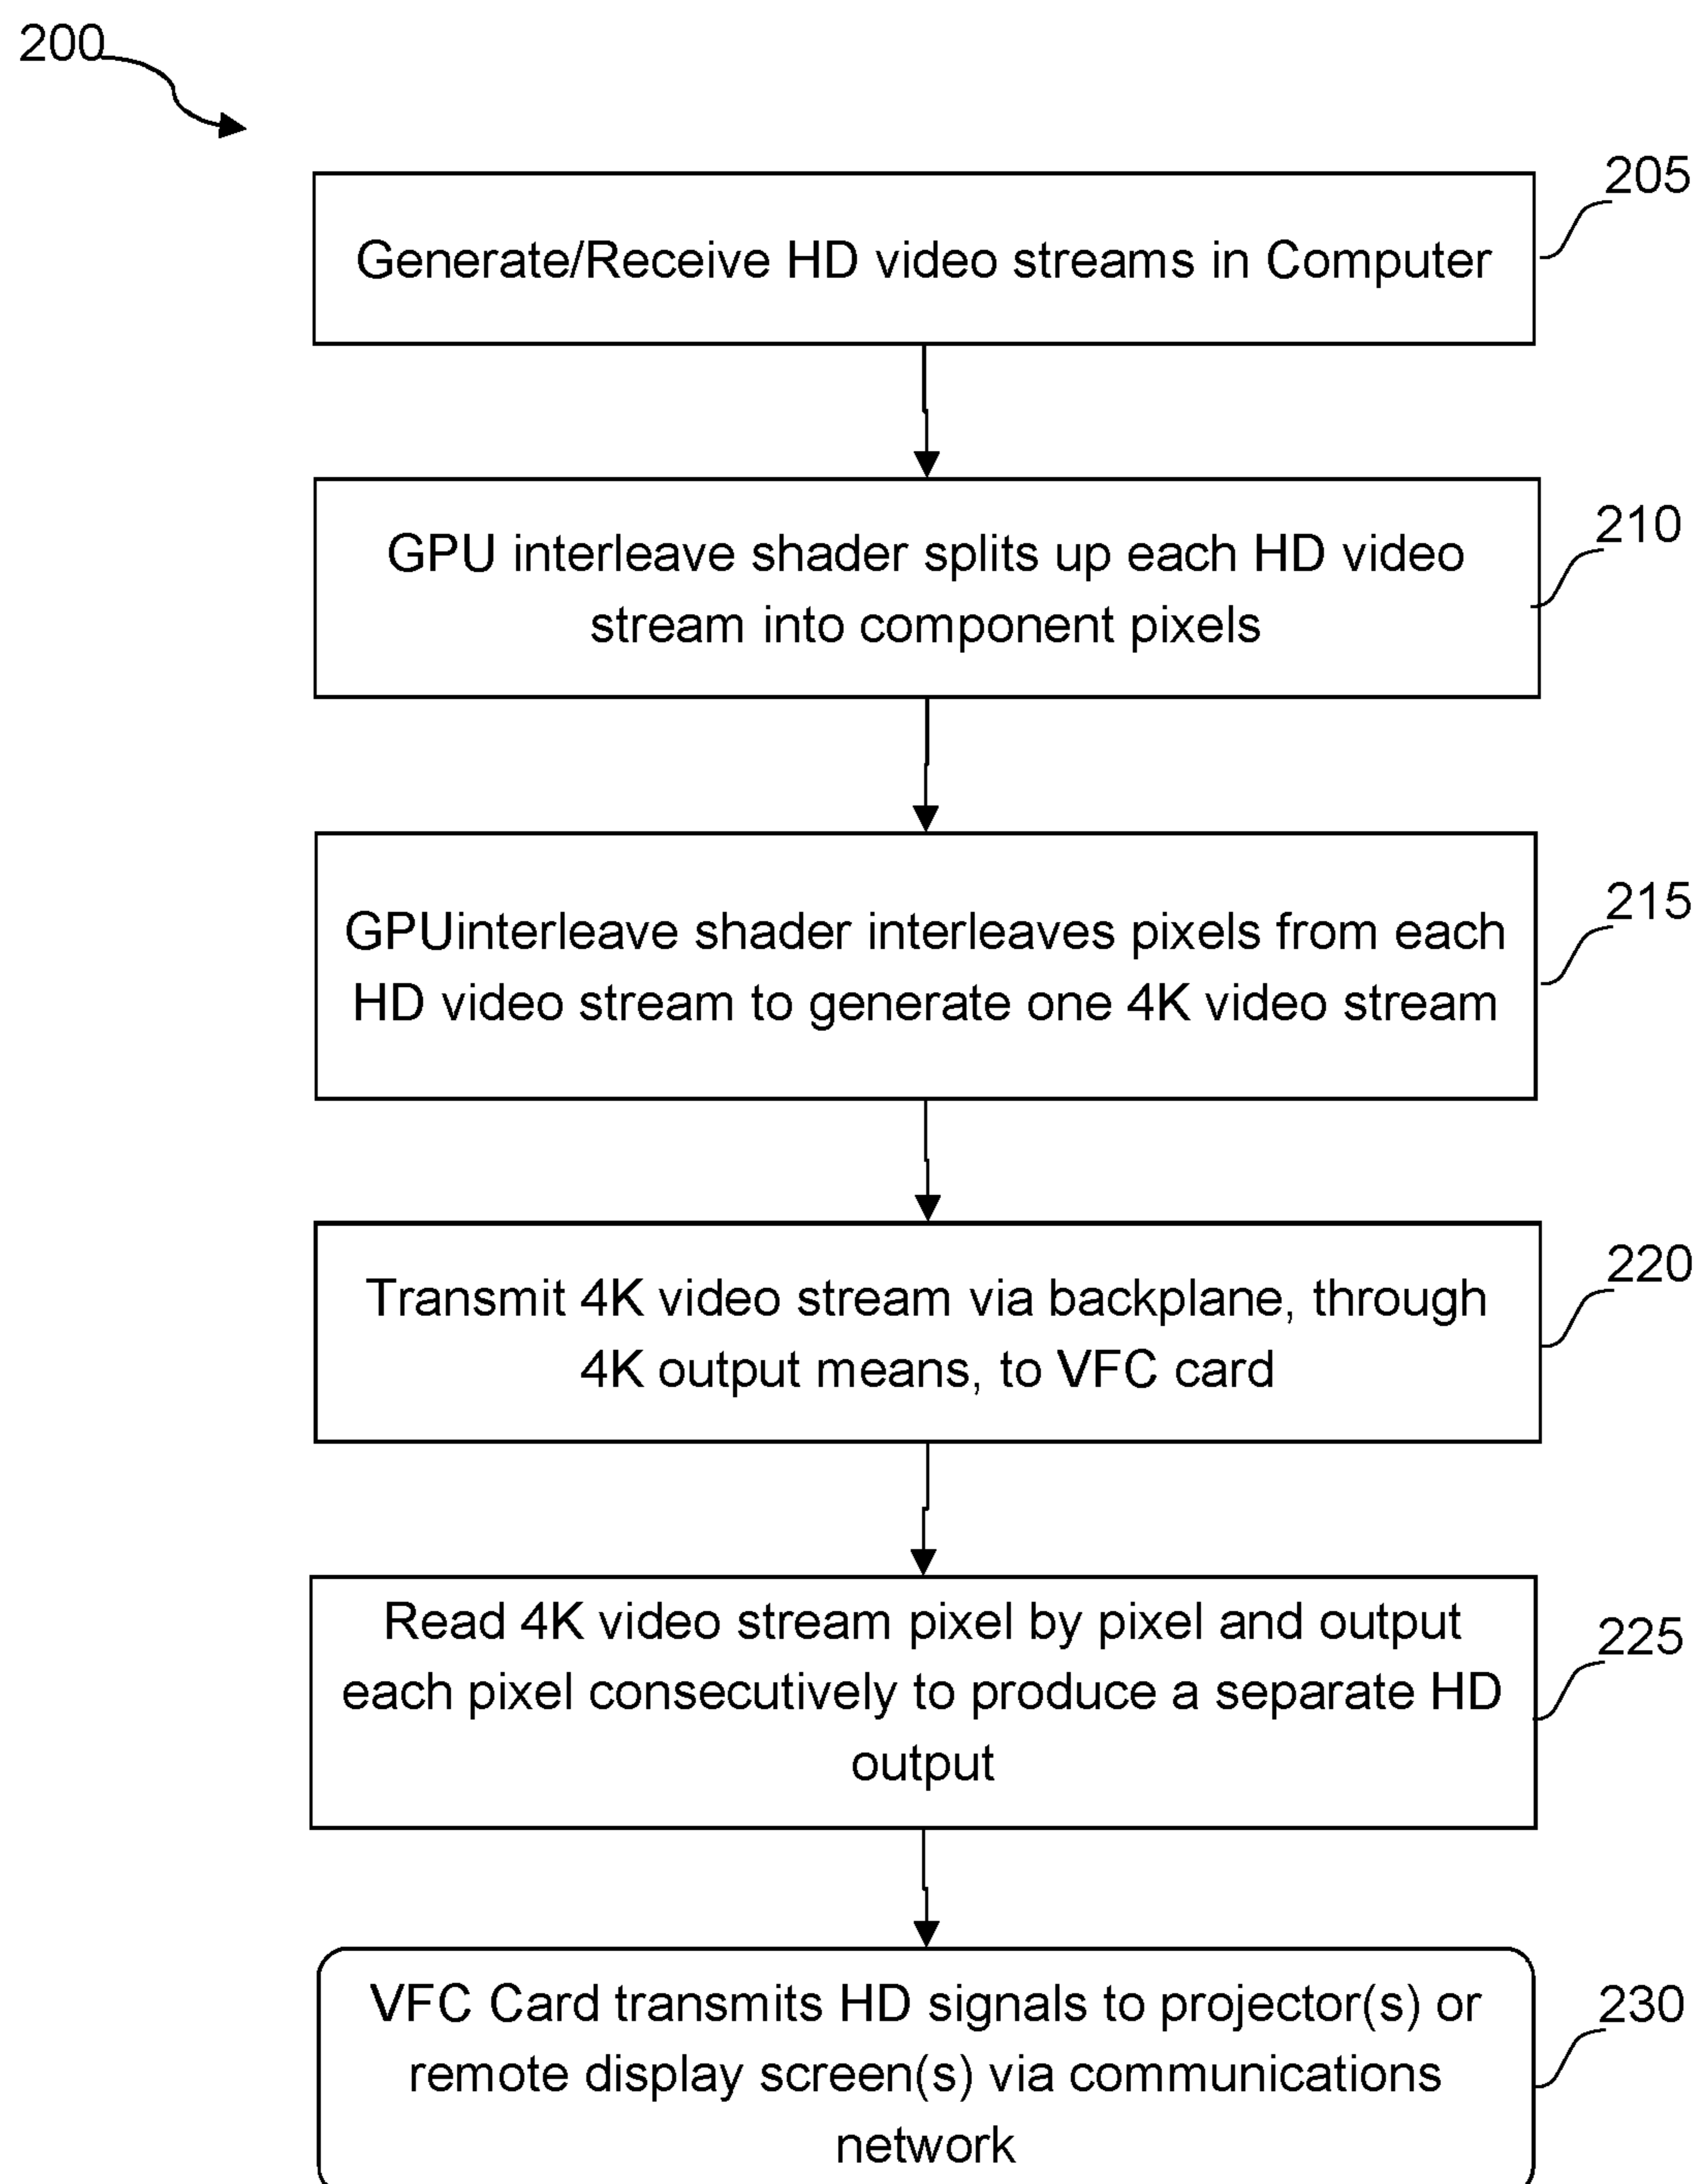 200
205
Generate/Receive HD video streams in Computer
210
GPU interleave shader splits up each HD video
stream into component pixels
215
GPUinterleave shader interleaves pixels from each
HD video stream to generate one 4K video stream
220
Transmit 4K video stream via backplane, through
4K output means, to VFC card
225
Read 4K video stream pixel by pixel and output
each pixel consecutively to produce a separate HD
output
230
VFC Card transmits HD signals to projector(s) or
remote display screen(s) via communications
network